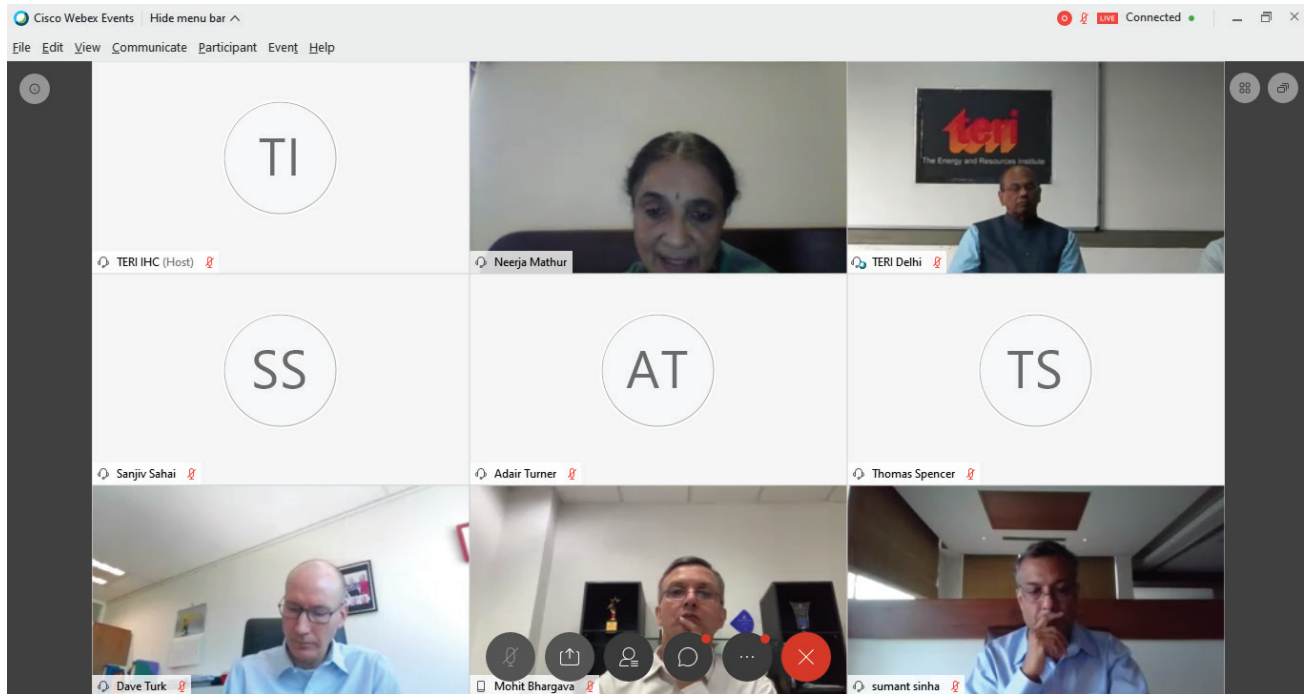 Cisco Webex Events Hide menu bar LIVE Connected
File Edit View Communicate Participant Event Help
TI
TERI IHC (Host)
Neerja Mathur
teri
The Energy and Resources Institute
TERI Delhi
SS
Sanjiv Sahai
AT
Adair Turner
TS
Thomas Spencer
Dave Turk
Mohit Bhargava
sumant sinha